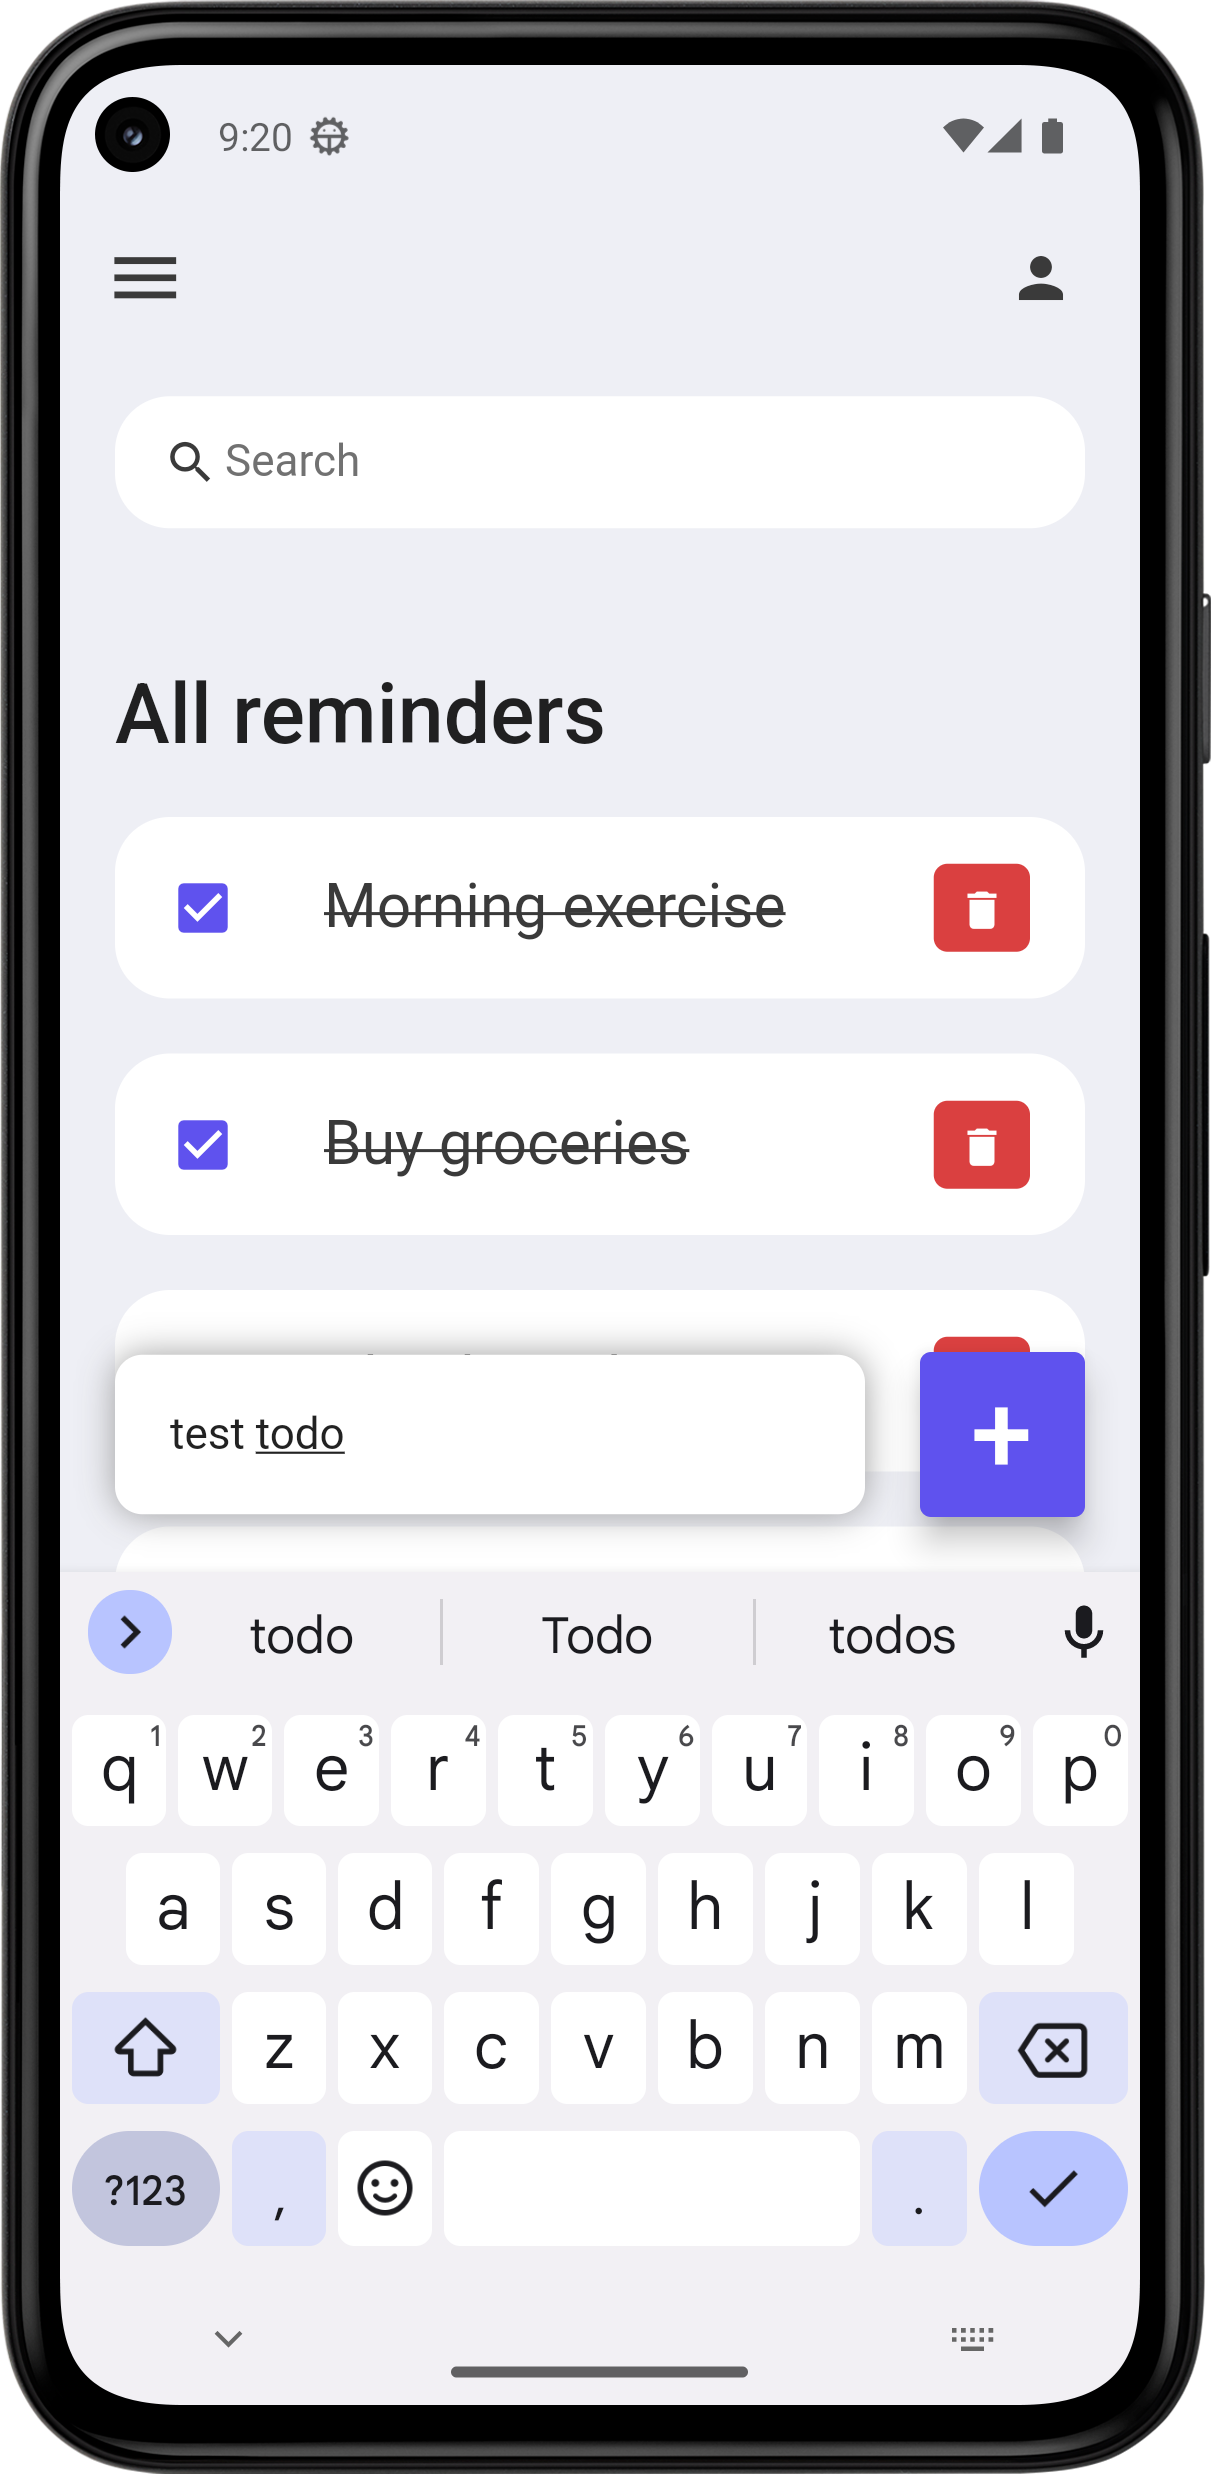 9:20
Search
All reminders
Morning exercise
Buy groceries
test todo
todo Todo todos
q 1 w 2 e 3 r 4 t 5 y 6 u 7 i 8 o 9 p 0
a s d f g h j k l
z x c v b n m
?123 , .